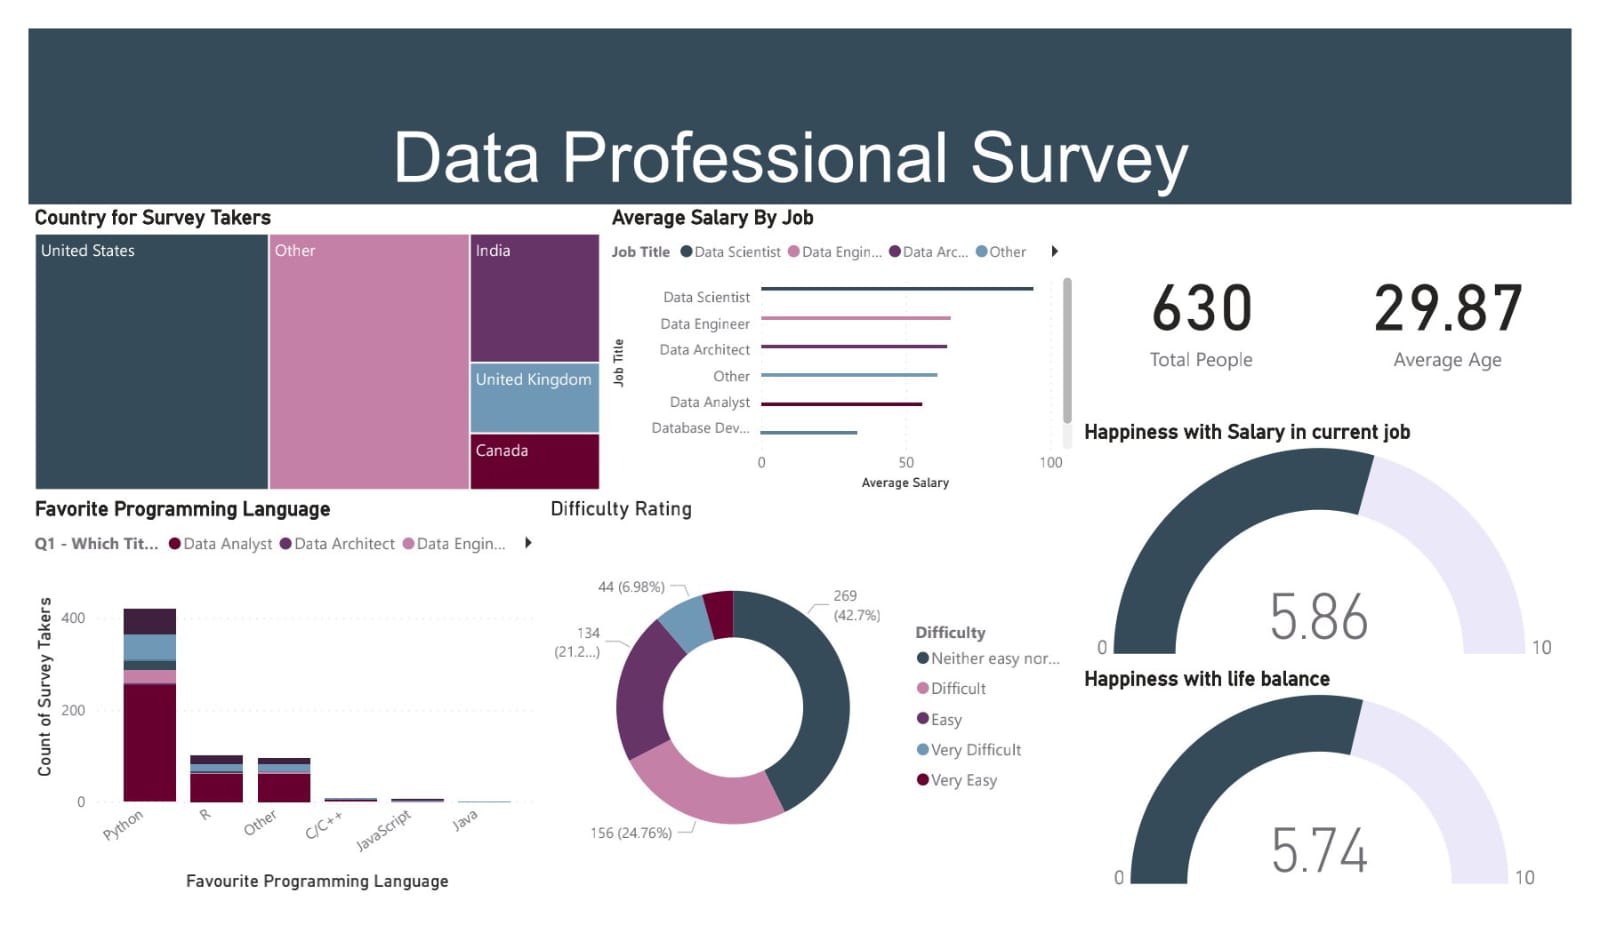 Data Professional Survey
Country for Survey Takers
United States
Other
India
United Kingdom
Canada
Average Salary By Job
Job Title Data Scientist Data Engin... Data Arc... Other
Job Title
Data Scientist
Data Engineer
Data Architect
Other
Data Analyst
Database Dev...
0 50 100
Average Salary
630
Total People
29.87
Average Age
Favorite Programming Language
Q1 - Which Tit... Data Analyst Data Architect Data Engin...
Count of Survey Takers
400
200
0
Python R Other C/C++ JavaScript Java
Favourite Programming Language
Difficulty Rating
44 (6.98%)
269
(42.7%)
134
(21.2...)
156 (24.76%)
Difficulty
Neither easy nor...
Difficult
Easy
Very Difficult
Very Easy
Happiness with Salary in current job
5.86
0 10
Happiness with life balance
5.74
0 10